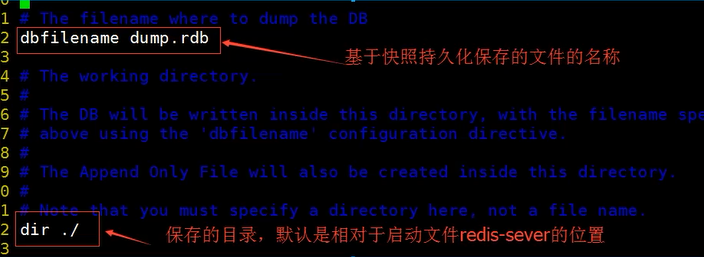 1 # The filename where to dump the DB
2 dbfilename dump.rdb
基于快照持久化保存的文件的名称
3
4 # The working directory.
5 #
6 # The DB will be written inside this directory, with the filename spe
7 # above using the 'dbfilename' configuration directive.
8 #
9 # The Append Only File will also be created inside this directory.
0 #
1 # Note that you must specify a directory here, not a file name.
2 dir ./
保存的目录，默认是相对于启动文件redis-sever的位置
3